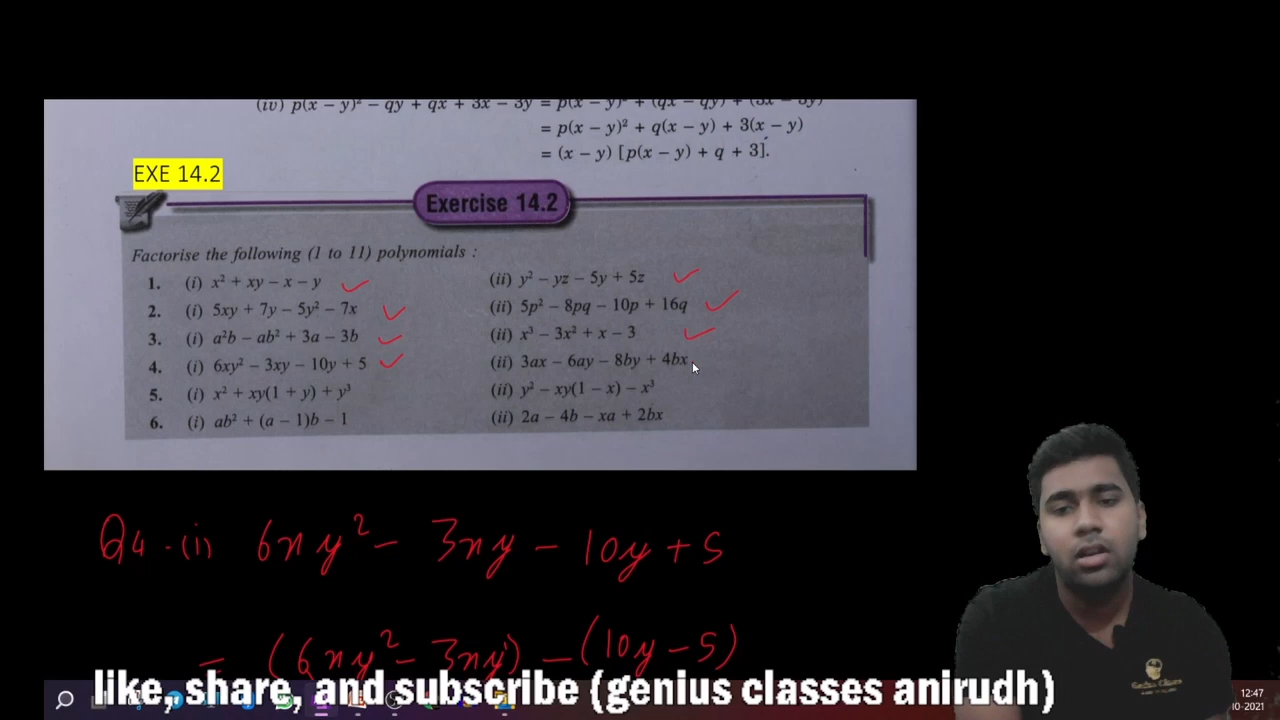 (iv) p(x − y)² − qy + qx + 3x − 3y = p(x − y)² + (qx − qy) + (3x − 3y)
= p(x − y)² + q(x − y) + 3(x − y)
= (x − y) [p(x − y) + q + 3].
EXE 14.2
Exercise 14.2
Factorise the following (1 to 11) polynomials :
1. (i) x² + xy − x − y (ii) y² − yz − 5y + 5z
2. (i) 5xy + 7y − 5y² − 7x (ii) 5p² − 8pq − 10p + 16q
3. (i) a²b − ab² + 3a − 3b (ii) x³ − 3x² + x − 3
4. (i) 6xy² − 3xy − 10y + 5 (ii) 3ax − 6ay − 8by + 4bx
5. (i) x² + xy(1 + y) + y³ (ii) y² − xy(1 − x) − x³
6. (i) ab² + (a − 1)b − 1 (ii) 2a − 4b − xa + 2bx
Q4 - (i) 6xy² − 3xy − 10y + 5
= (6xy² − 3xy) − (10y − 5)
like, share, and subscribe (genius classes anirudh)
12:47
10-2021